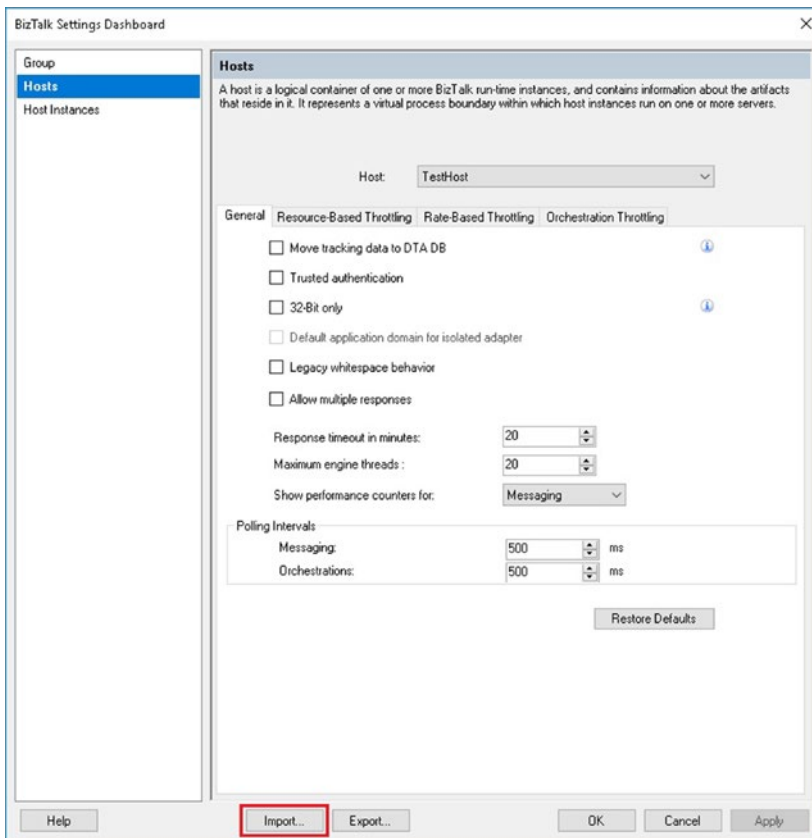 BizTalk Settings Dashboard
Group
Hosts
Host Instances
Hosts
A host is a logical container of one or more BizTalk run-time instances, and contains information about the artifacts
that reside in it. It represents a virtual process boundary within which host instances run on one or more servers.
Host: TestHost
General Resource-Based Throttling Rate-Based Throttling Orchestration Throttling
Move tracking data to DTA DB
Trusted authentication
32-Bit only
Default application domain for isolated adapter
Legacy whitespace behavior
Allow multiple responses
Response timeout in minutes: 20
Maximum engine threads : 20
Show performance counters for: Messaging
Polling Intervals
Messaging: 500 ms
Orchestrations: 500 ms
Restore Defaults
Help Import... Export... OK Cancel Apply